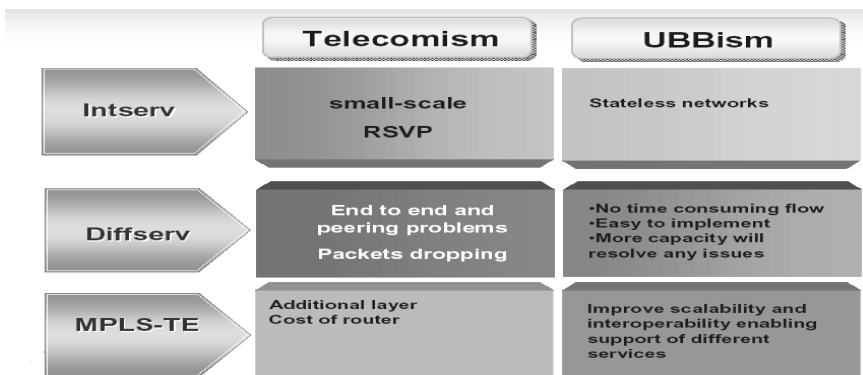 Telecomism
UBBism
Intserv
small-scale
RSVP
Stateless networks
Diffserv
End to end and
peering problems
Packets dropping
•No time consuming flow
•Easy to implement
•More capacity will
resolve any issues
MPLS-TE
Additional layer
Cost of router
Improve scalability and
interoperability enabling
support of different
services